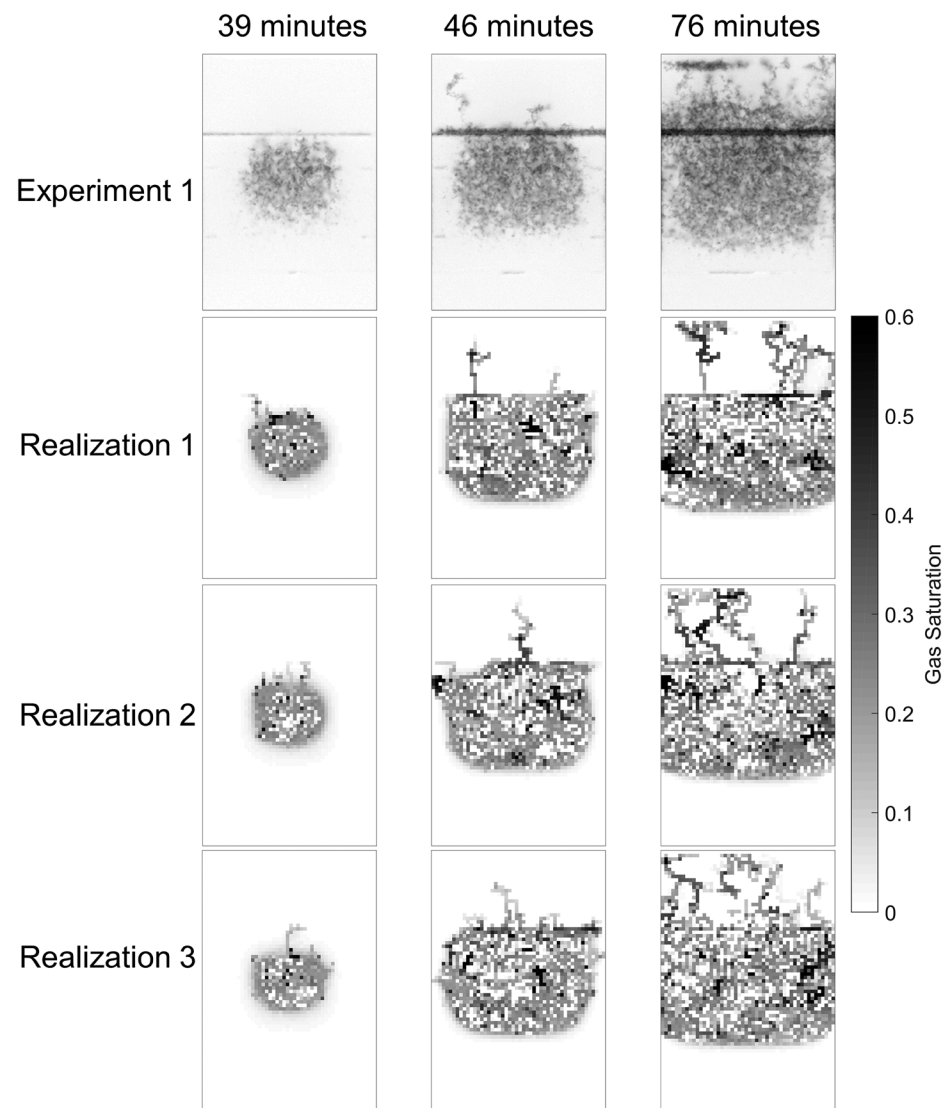 39 minutes
46 minutes
76 minutes
Experiment 1
Realization 1
Realization 2
Realization 3
0.6
0.5
0.4
0.3
0.2
0.1
0
Gas Saturation